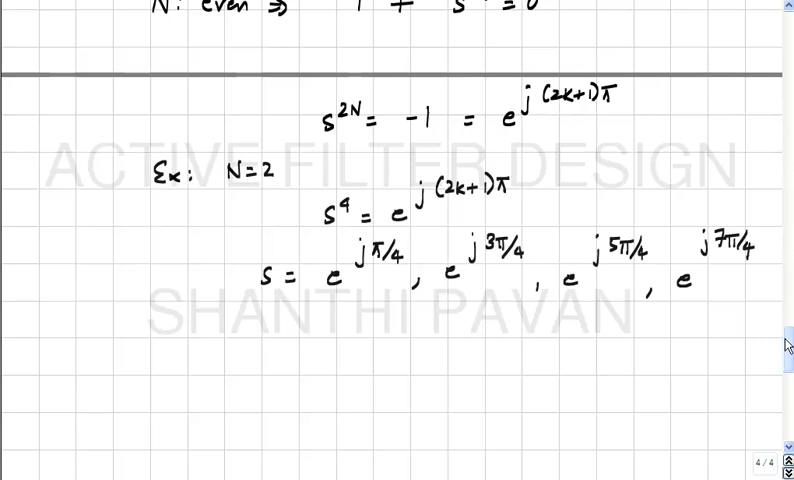 N: even ⇒ 1 + s = 0
s^{2N} = -1 = e^{j(2k+1)π}
ACTIVE FILTER DESIGN
Ex: N=2
s^4 = e^{j(2k+1)π}
s = e^{jπ/4}, e^{j3π/4}, e^{j5π/4}, e^{j7π/4}
SHANTHI PAVAN
4/4